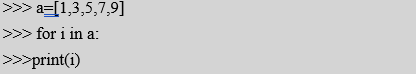 >>> a=[1,3,5,7,9]
>>> for i in a:
>>>print(i)